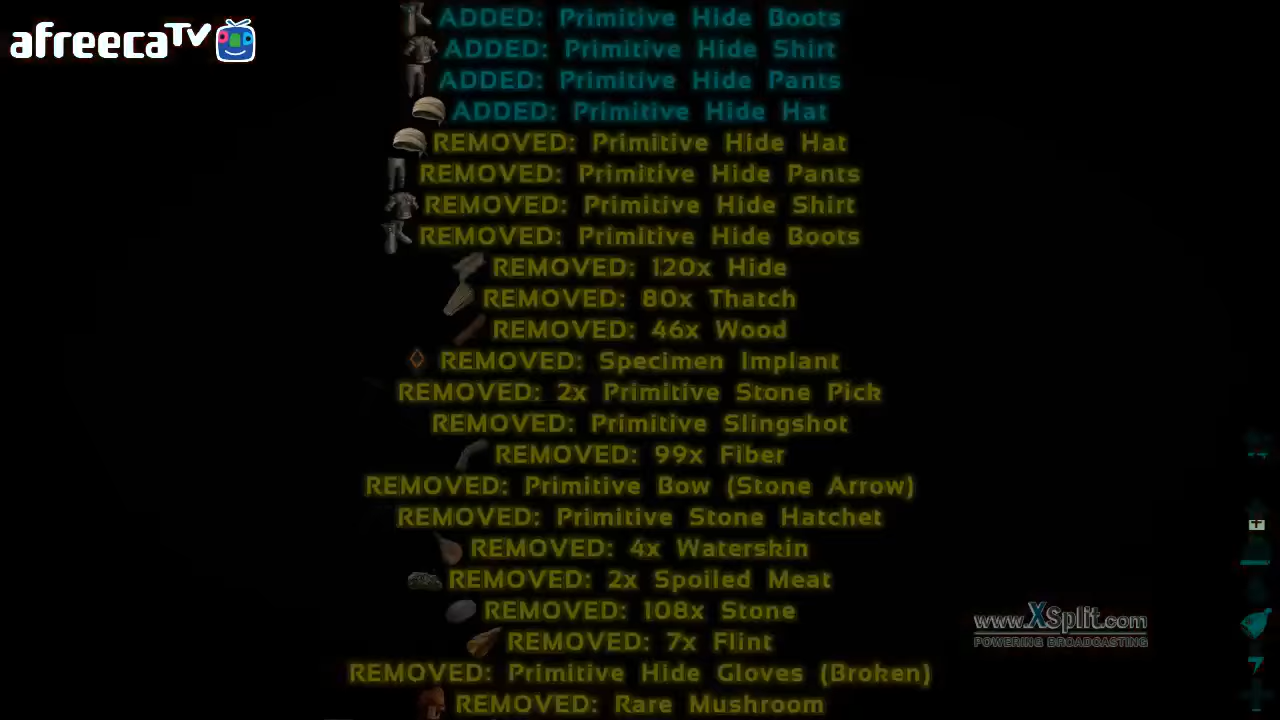 afreecaTV
ADDED: Primitive Hide Boots
ADDED: Primitive Hide Shirt
ADDED: Primitive Hide Pants
ADDED: Primitive Hide Hat
REMOVED: Primitive Hide Hat
REMOVED: Primitive Hide Pants
REMOVED: Primitive Hide Shirt
REMOVED: Primitive Hide Boots
REMOVED: 120x Hide
REMOVED: 80x Thatch
REMOVED: 46x Wood
REMOVED: Specimen Implant
REMOVED: 2x Primitive Stone Pick
REMOVED: Primitive Slingshot
REMOVED: 99x Fiber
REMOVED: Primitive Bow (Stone Arrow)
REMOVED: Primitive Stone Hatchet
REMOVED: 4x Waterskin
REMOVED: 2x Spoiled Meat
REMOVED: 108x Stone
www.XSplit.com
POWERING BROADCASTING
REMOVED: 7x Flint
7
REMOVED: Primitive Hide Gloves (Broken)
REMOVED: Rare Mushroom